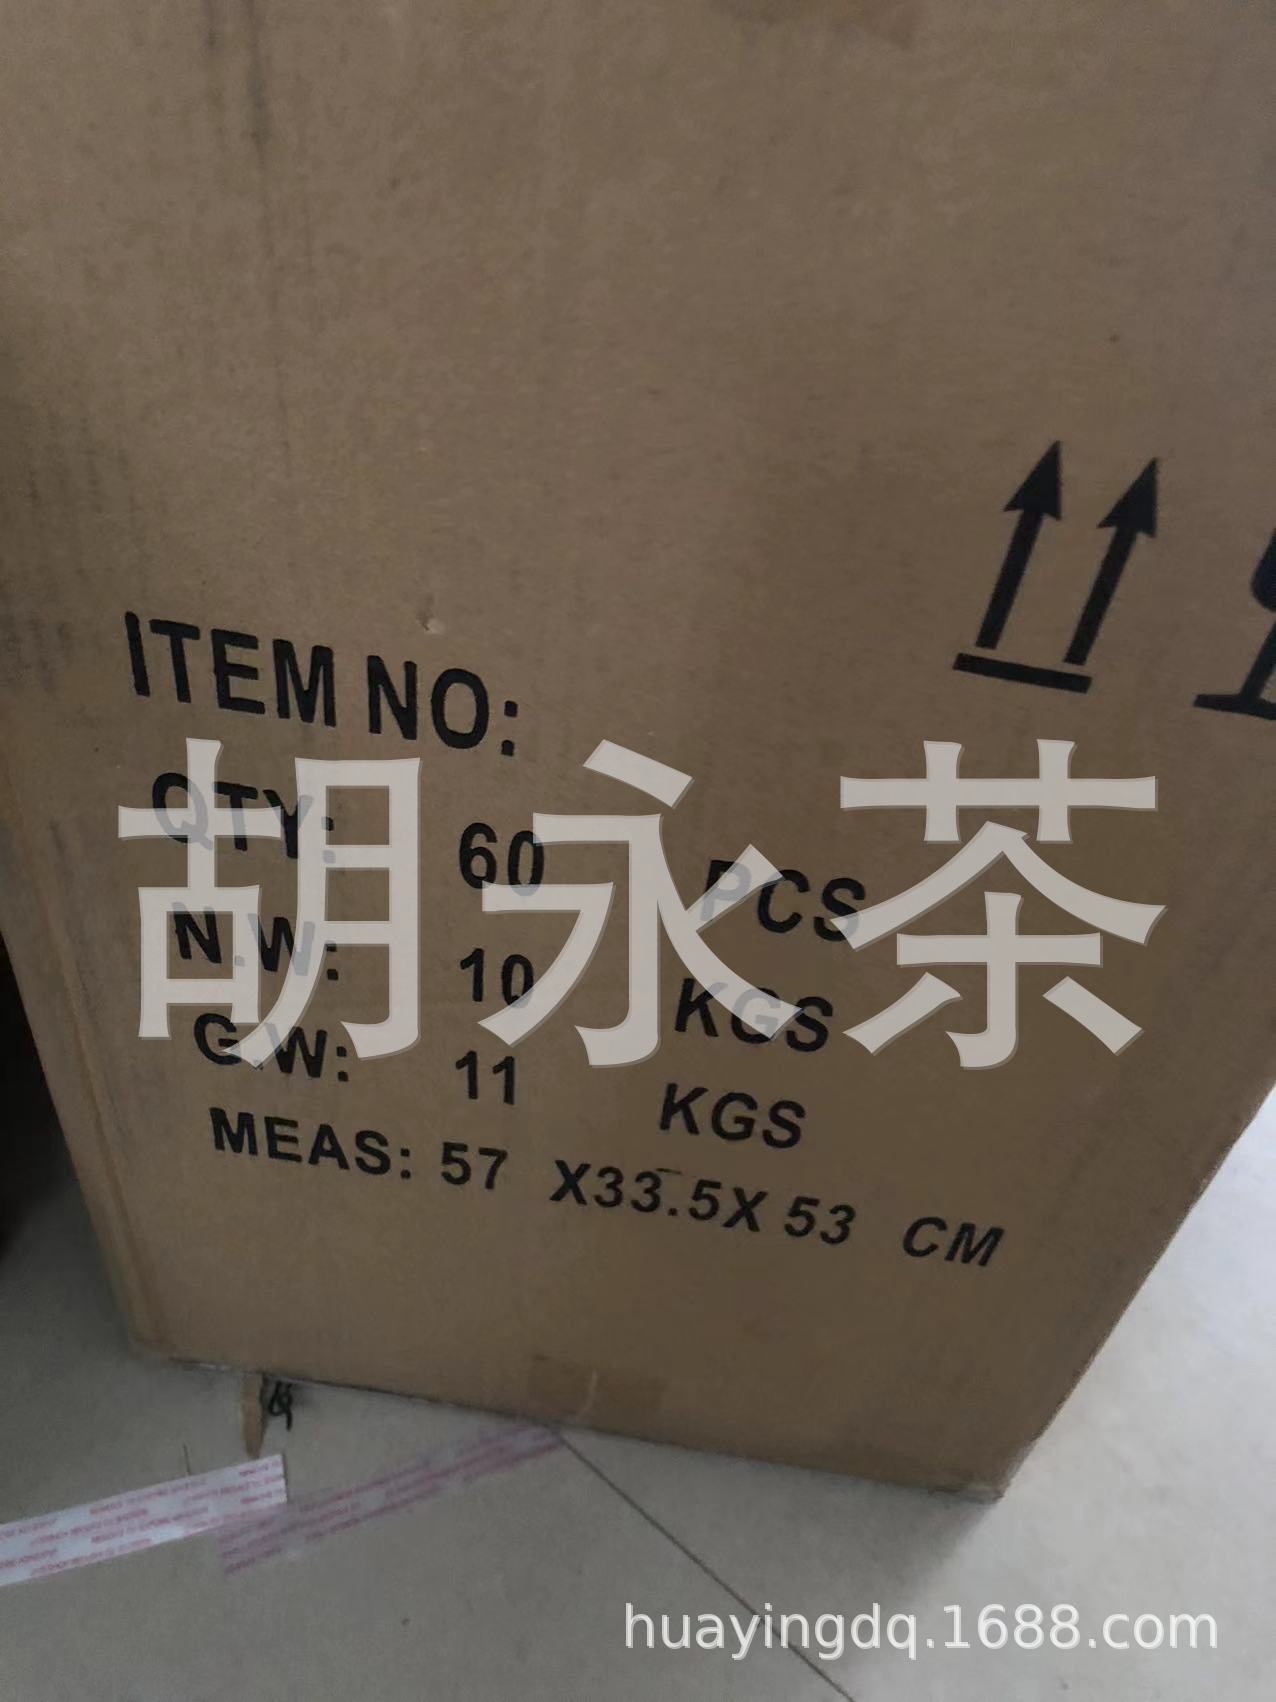 ITEM NO:
QTY: 60 PCS
N.W: 10 KGS
G.W: 11 KGS
MEAS: 57 X33.5X 53 CM
胡永茶
huayingdq.1688.com